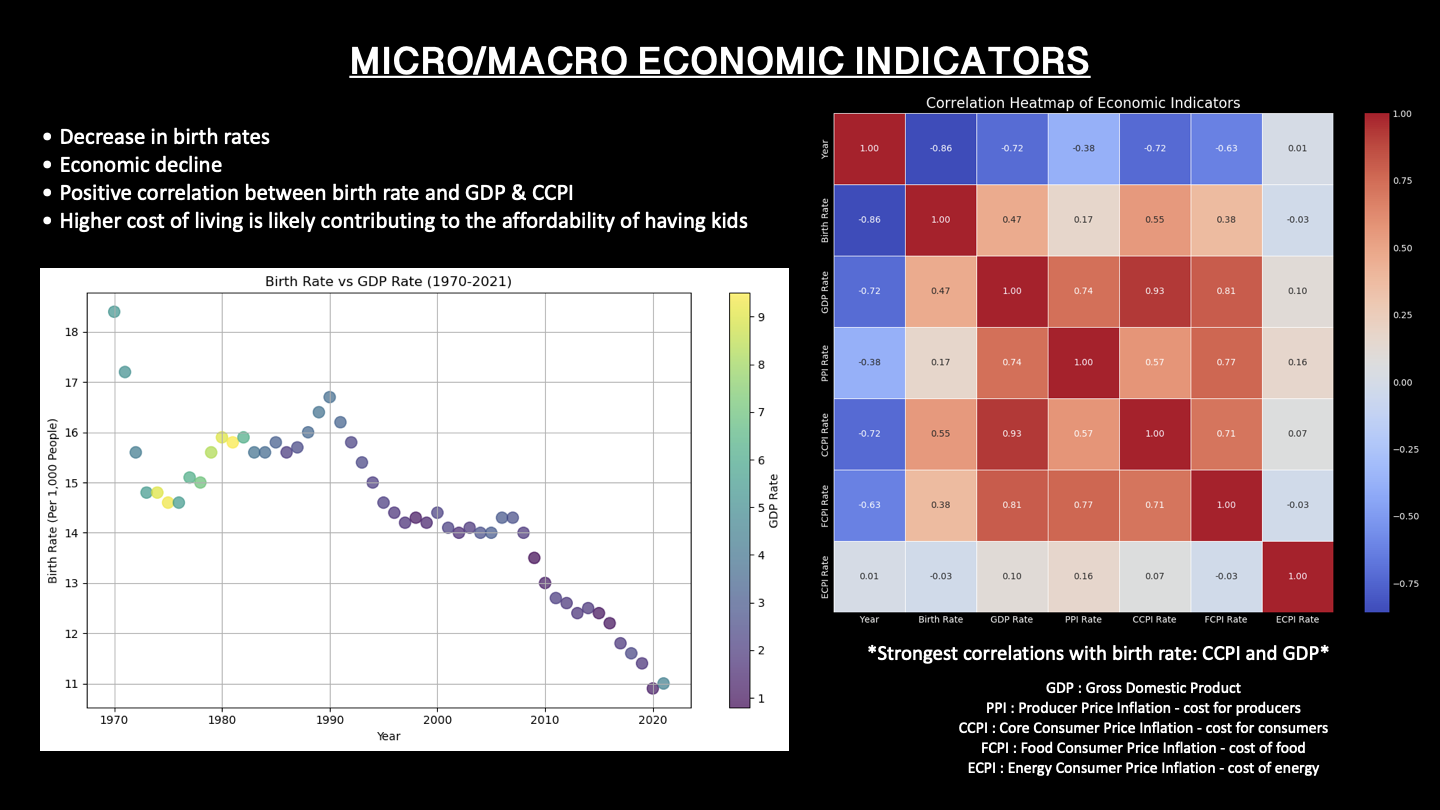 MICRO/MACRO ECONOMIC INDICATORS
• Decrease in birth rates
• Economic decline
• Positive correlation between birth rate and GDP & CCPI
• Higher cost of living is likely contributing to the affordability of having kids
Birth Rate vs GDP Rate (1970-2021)
Birth Rate (Per 1,000 People)
18
17
16
15
14
13
12
11
1970 1980 1990 2000 2010 2020
Year
9
8
7
6
5
4
3
2
1
GDP Rate
Correlation Heatmap of Economic Indicators
Year 1.00 -0.86 -0.72 -0.38 -0.72 -0.63 0.01
Birth Rate -0.86 1.00 0.47 0.17 0.55 0.38 -0.03
GDP Rate -0.72 0.47 1.00 0.74 0.93 0.81 0.10
PPI Rate -0.38 0.17 0.74 1.00 0.57 0.77 0.16
CCPI Rate -0.72 0.55 0.93 0.57 1.00 0.71 0.07
FCPI Rate -0.63 0.38 0.81 0.77 0.71 1.00 -0.03
ECPI Rate 0.01 -0.03 0.10 0.16 0.07 -0.03 1.00
Year Birth Rate GDP Rate PPI Rate CCPI Rate FCPI Rate ECPI Rate
1.00
0.75
0.50
0.25
0.00
−0.25
−0.50
−0.75
*Strongest correlations with birth rate: CCPI and GDP*
GDP : Gross Domestic Product
PPI : Producer Price Inflation - cost for producers
CCPI : Core Consumer Price Inflation - cost for consumers
FCPI : Food Consumer Price Inflation - cost of food
ECPI : Energy Consumer Price Inflation - cost of energy